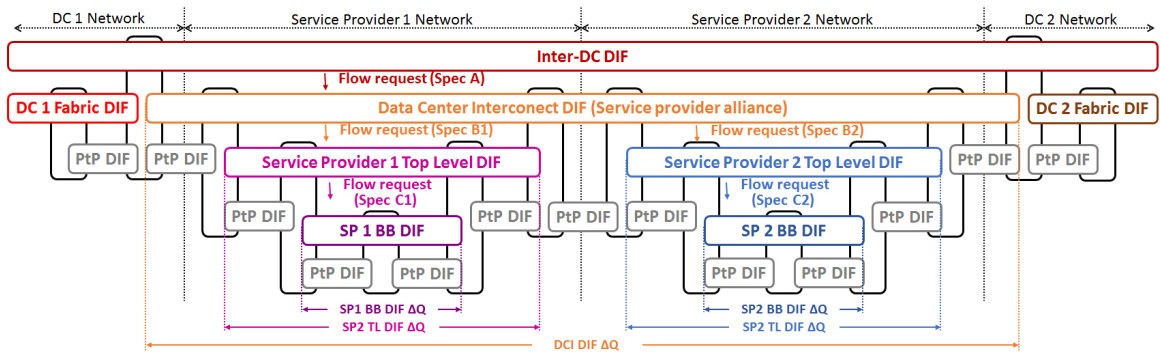 DC 1 Network
Service Provider 1 Network
Service Provider 2 Network
DC 2 Network
Inter-DC DIF
Flow request (Spec A)
DC 1 Fabric DIF
Data Center Interconect DIF (Service provider alliance)
DC 2 Fabric DIF
Flow request (Spec B1)
Flow request (Spec B2)
PtP DIF
PtP DIF
Service Provider 1 Top Level DIF
Service Provider 2 Top Level DIF
PtP DIF
PtP DIF
Flow request
(Spec C1)
Flow request
(Spec C2)
PtP DIF
PtP DIF
PtP DIF
PtP DIF
PtP DIF
SP 1 BB DIF
SP 2 BB DIF
PtP DIF
PtP DIF
PtP DIF
PtP DIF
SP1 BB DIF ΔQ
SP2 BB DIF ΔQ
SP2 TL DIF ΔQ
SP2 TL DIF ΔQ
DCI DIF ΔQ